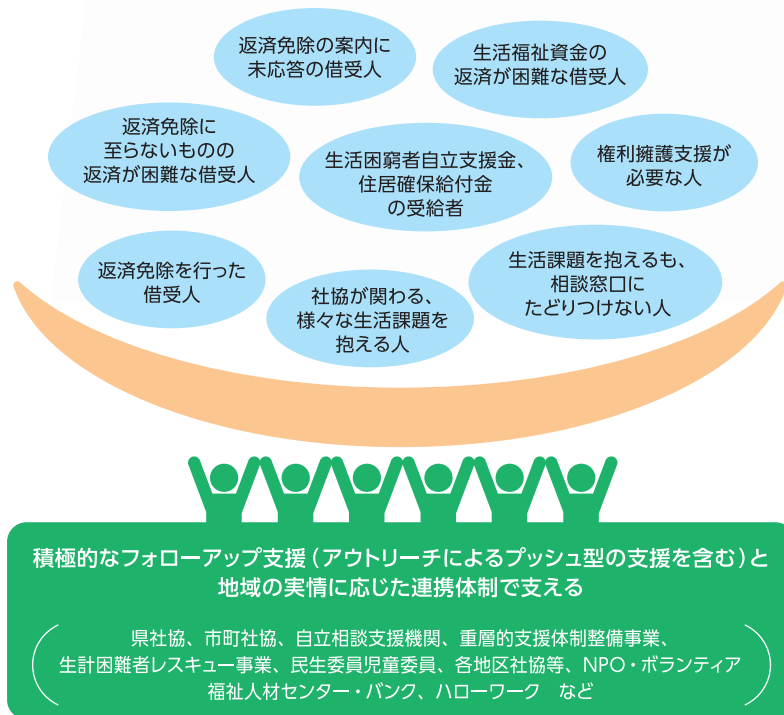 返済免除の案内に
未応答の借受人
生活福祉資金の
返済が困難な借受人
返済免除に
至らないものの
返済が困難な借受人
生活困窮者自立支援金、
住居確保給付金
の受給者
権利擁護支援が
必要な人
返済免除を行った
借受人
社協が関わる、
様々な生活課題を
抱える人
生活課題を抱えるも、
相談窓口に
たどりつけない人
積極的なフォローアップ支援（アウトリーチによるプッシュ型の支援を含む）と
地域の実情に応じた連携体制で支える
県社協、市町社協、自立相談支援機関、重層的支援体制整備事業、
生計困難者レスキュー事業、民生委員児童委員、各地区社協等、NPO・ボランティア
福祉人材センター・バンク、ハローワーク　など